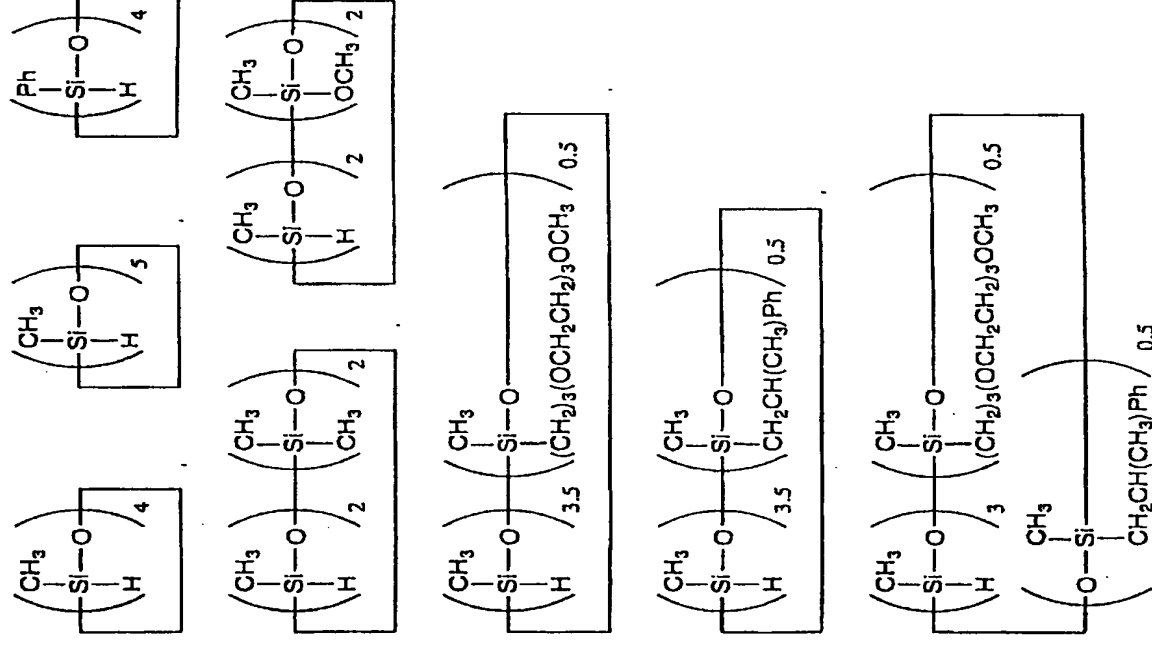 CH₃ CH₃ Ph
Si—O Si—O Si—O
H 4 H 5 H 4
CH₃ CH₃ CH₃ CH₃
Si—O Si—O Si—O Si—O
H 2 CH₃ 2 H 2 OCH₃ 2
CH₃ CH₃
Si—O Si—O
H 3.5 (CH₂)₃(OCH₂CH₂)₃OCH₃ 0.5
CH₃ CH₃
Si—O Si—O
H 3.5 CH₂CH(CH₃)Ph 0.5
CH₃ CH₃
Si—O Si—O
H 3 (CH₂)₃(OCH₂CH₂)₃OCH₃ 0.5
CH₃
O—Si
CH₂CH(CH₃)Ph 0.5